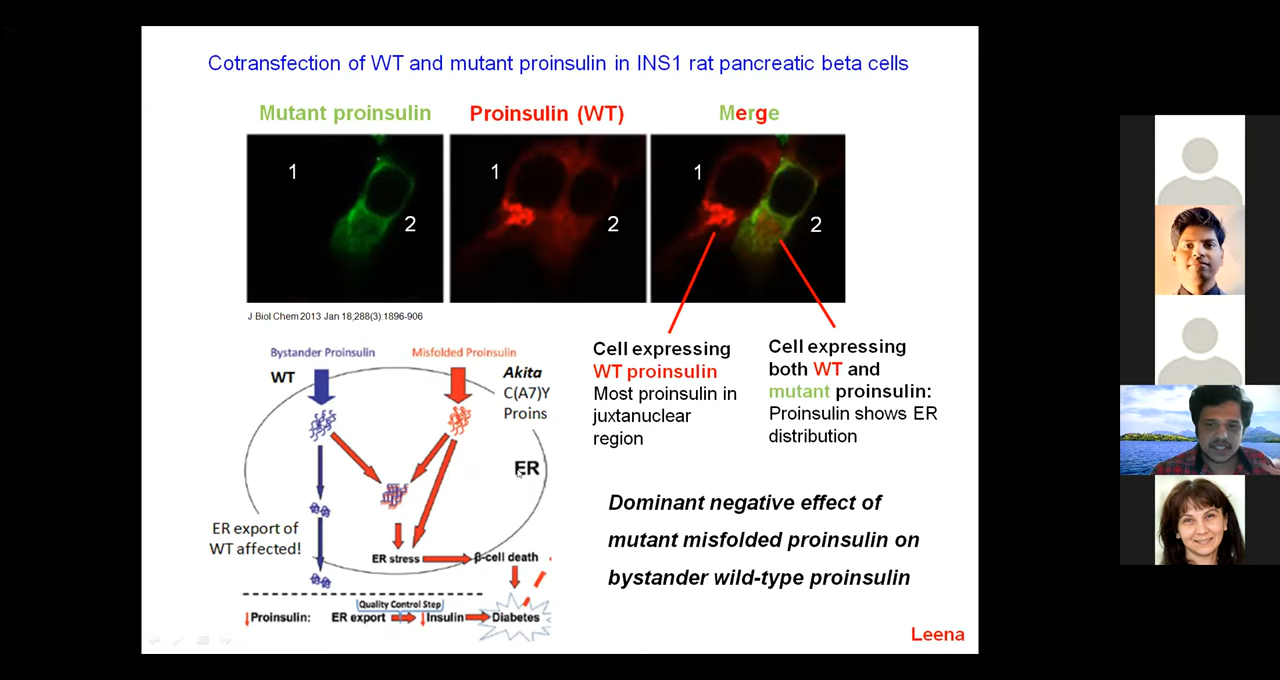 Cotransfection of WT and mutant proinsulin in INS1 rat pancreatic beta cells
Mutant proinsulin
Proinsulin (WT)
Merge
1
2
1
2
1
2
J Biol Chem 2013 Jan 18;288(3):1896-906
Cell expressing
WT proinsulin
Most proinsulin in
juxtanuclear
region
Cell expressing
both WT and
mutant proinsulin:
Proinsulin shows ER
distribution
Bystander Proinsulin
Misfolded Proinsulin
WT
Akita
C(A7)Y
Proins
ER
ER export of
WT affected!
ER stress
β-cell death
Quality Control Step
Proinsulin:
ER export
Insulin
Diabetes
Dominant negative effect of
mutant misfolded proinsulin on
bystander wild-type proinsulin
Leena